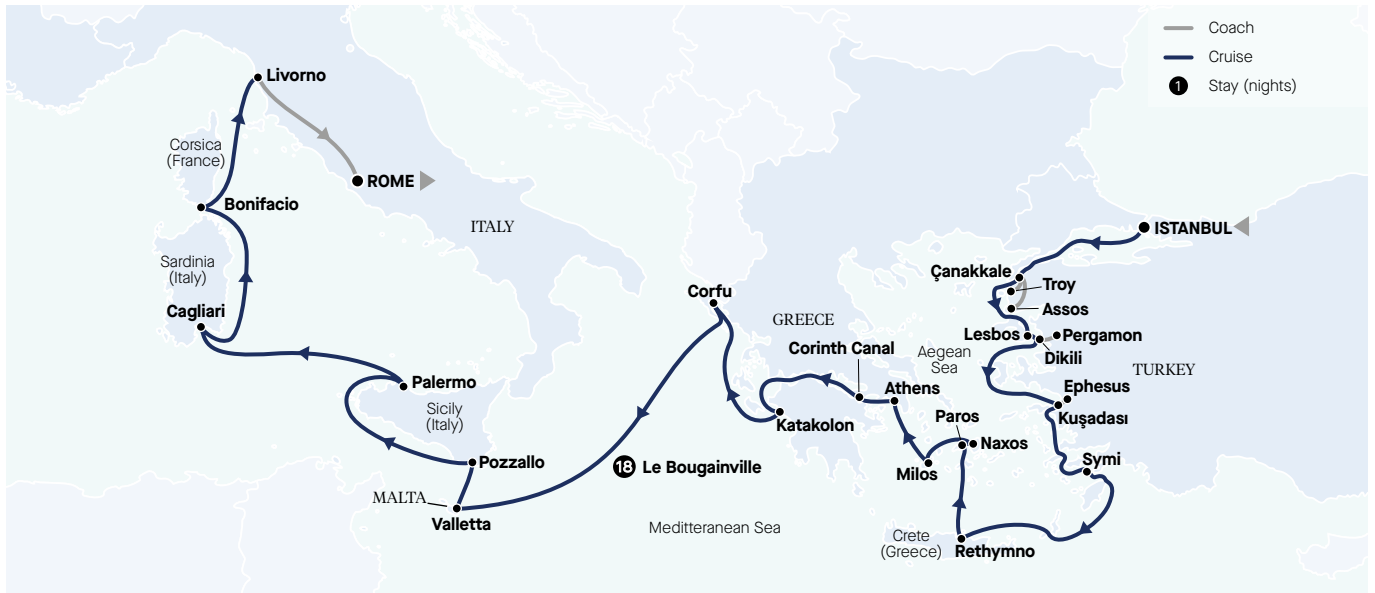 Coach
Cruise
1 Stay (nights)
Livorno
Corsica
(France)
ROME
Bonifacio
ITALY
ISTANBUL
Sardinia
(Italy)
Çanakkale
Troy
Corfu
Cagliari
Assos
GREECE
Lesbos
Pergamon
Corinth Canal
Aegean
Sea
Dikili
TURKEY
Palermo
Athens
Ephesus
Sicily
(Italy)
Paros
Kuşadası
Katakolon
Naxos
Pozzallo
18 Le Bougainville
Milos
Symi
MALTA
Valletta
Meditteranean Sea
Crete
(Greece)
Rethymno